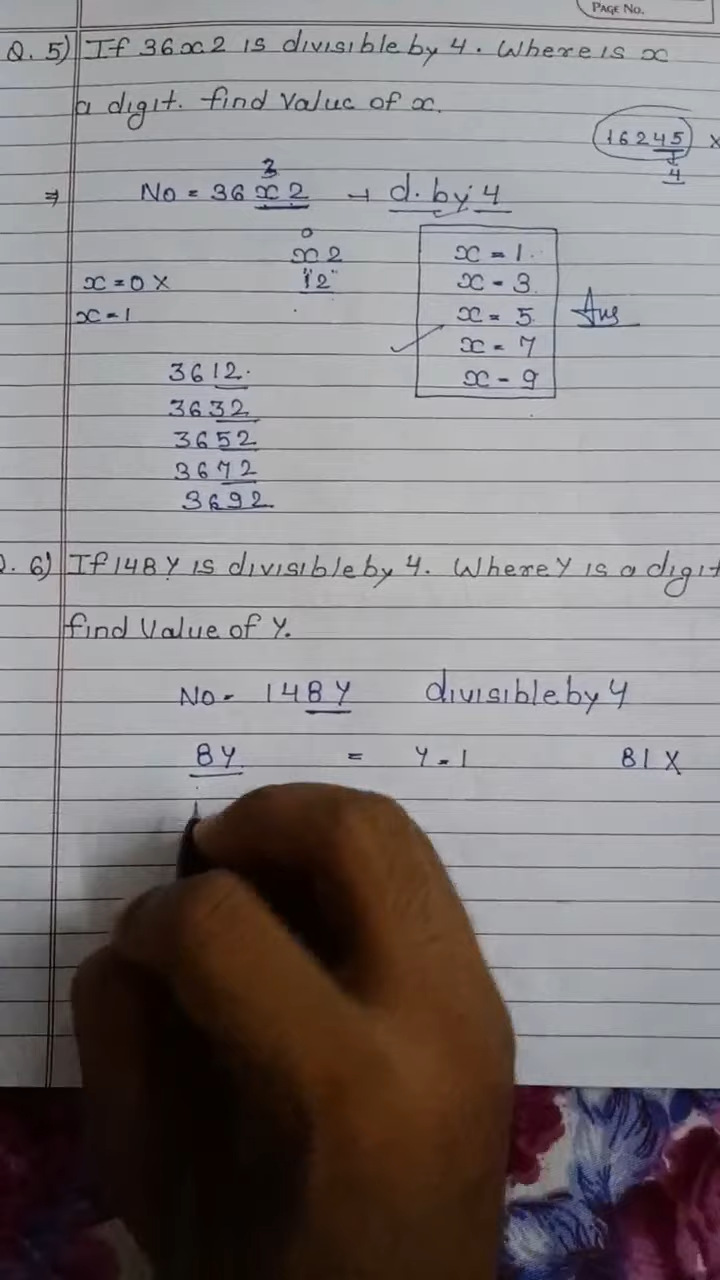 PAGE NO.
Q. 5) If 36x2 is divisible by 4. Where is x
a digit. find Value of x.
16245 x
4
3
⇒ No = 36 x 2 → d. by 4
0
x 2
"12"
x = 0 X
x = 1
x = 1.
x = 3
x = 5 Ans
x = 7
x = 9
3612.
3632
3652
3672
3692
Q. 6) If 148Y is divisible by 4. Where Y is a digit
find Value of Y.
No = 148Y divisible by 4
8Y = Y = 1 81 X